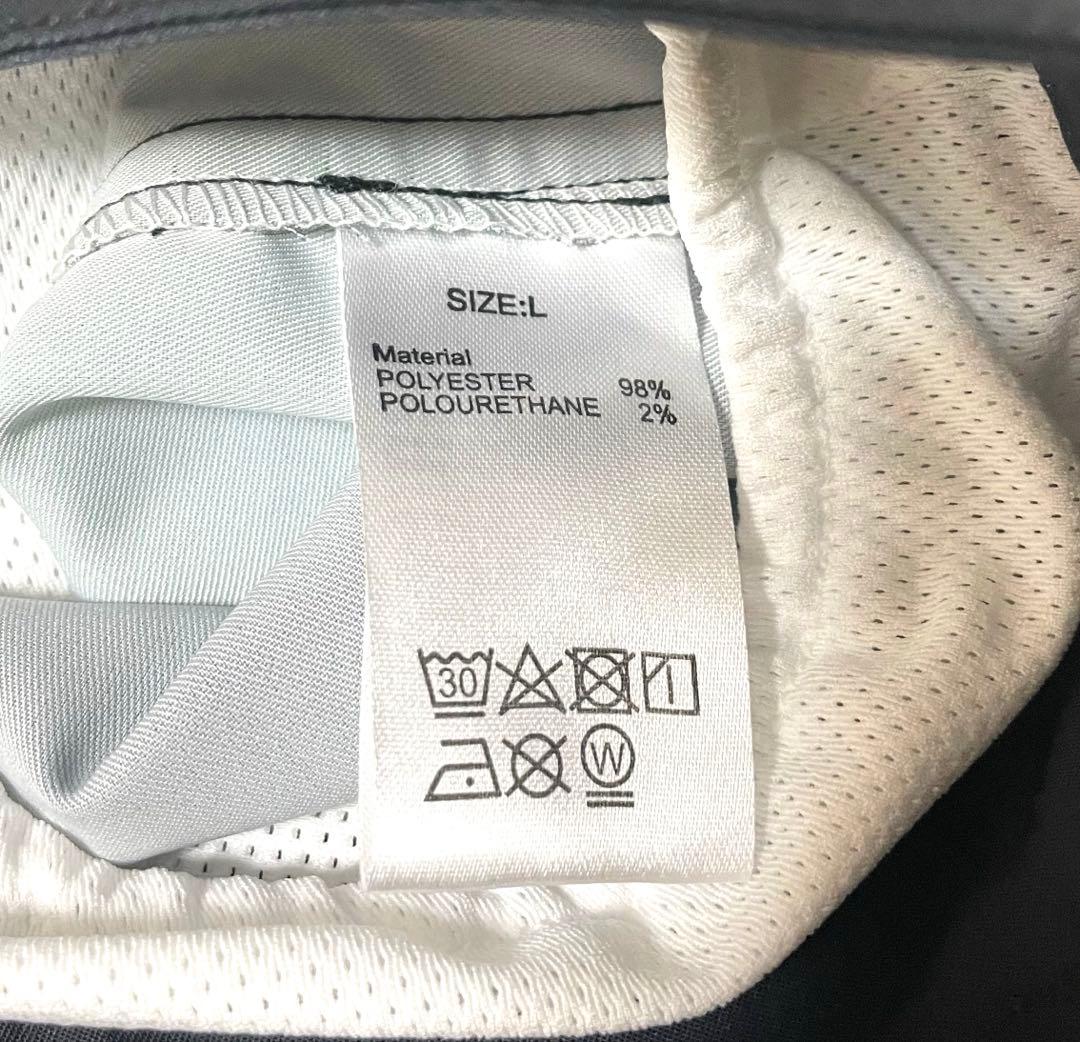 SIZE:L
Material
POLYESTER 98%
POLOURETHANE 2%
30
W